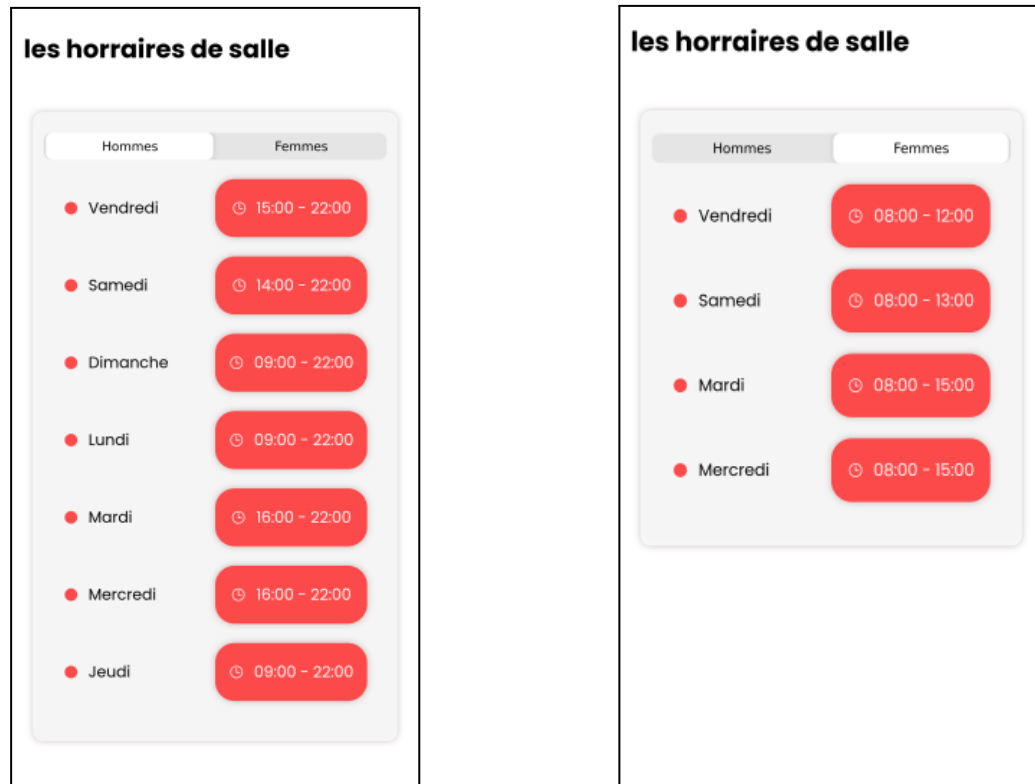 les horraires de salle
Hommes Femmes
Vendredi 15:00 - 22:00
Samedi 14:00 - 22:00
Dimanche 09:00 - 22:00
Lundi 09:00 - 22:00
Mardi 16:00 - 22:00
Mercredi 16:00 - 22:00
Jeudi 09:00 - 22:00
les horraires de salle
Hommes Femmes
Vendredi 08:00 - 12:00
Samedi 08:00 - 13:00
Mardi 08:00 - 15:00
Mercredi 08:00 - 15:00